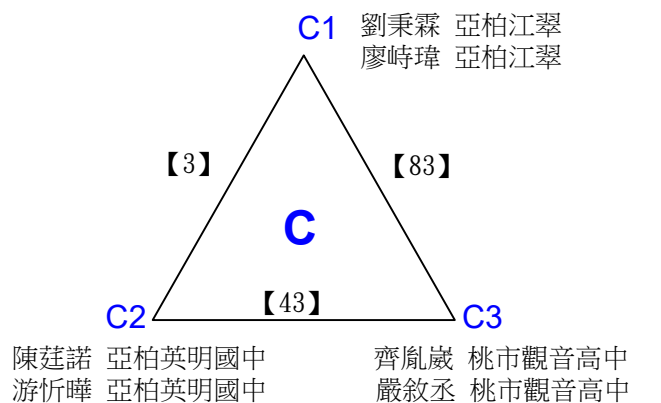 C1 劉秉霖 亞柏江翠
廖峙瑋 亞柏江翠
【3】 【83】
C
【43】
C2 C3
陳莛諾 亞柏英明國中 齊胤崴 桃市觀音高中
游忻曄 亞柏英明國中 嚴敘丞 桃市觀音高中